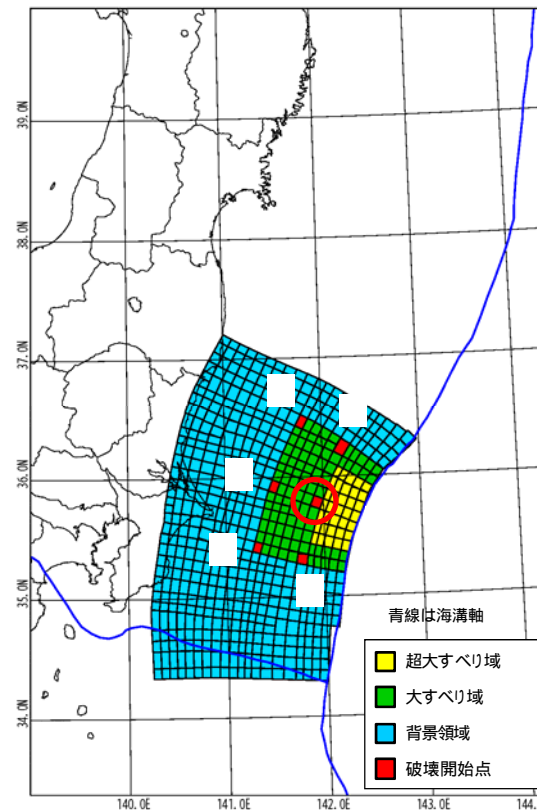 39.0N
38.0N
37.0N
36.0N
35.0N
34.0N
青線は海溝軸
超大すべり域
大すべり域
背景領域
破壊開始点
140.0E
141.0E
142.0E
143.0E
144.